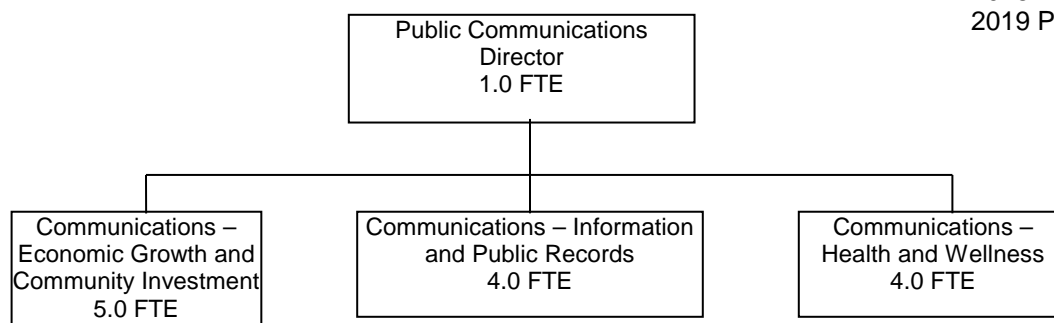 2019 P
Public Communications
Director
1.0 FTE
Communications –
Economic Growth and
Community Investment
5.0 FTE
Communications – Information
and Public Records
4.0 FTE
Communications –
Health and Wellness
4.0 FTE